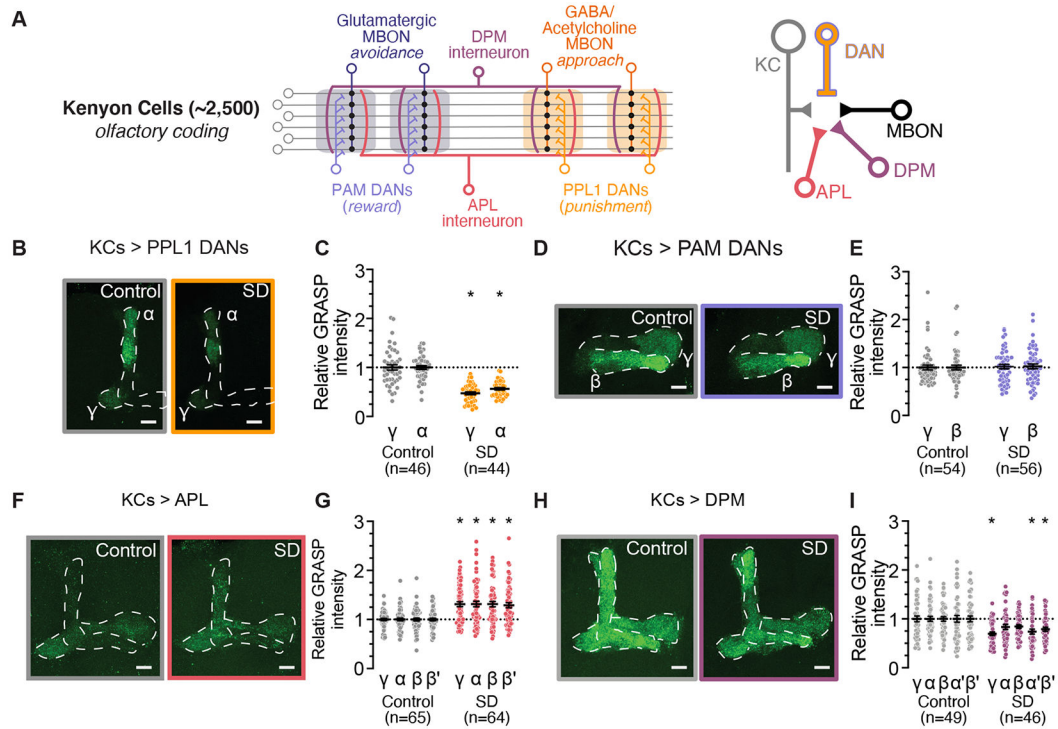 A
Glutamatergic
MBON
avoidance
DPM
interneuron
GABA/
Acetylcholine
MBON
approach
Kenyon Cells (~2,500)
olfactory coding
PAM DANs
(reward)
APL
interneuron
PPL1 DANs
(punishment)
KC
DAN
MBON
DPM
APL
B
KCs > PPL1 DANs
Control
SD
α
α
γ
γ
C
Relative GRASP
intensity
3
2
1
0
* *
γ α γ α
Control SD
(n=46) (n=44)
D
KCs > PAM DANs
Control
SD
γ
γ
β
β
E
Relative GRASP
intensity
3
2
1
0
γ β γ β
Control SD
(n=54) (n=56)
F
KCs > APL
Control
SD
G
Relative GRASP
intensity
3
2
1
0
* * * *
γ α β β' γ α β β'
Control SD
(n=65) (n=64)
H
KCs > DPM
Control
SD
I
Relative GRASP
intensity
3
2
1
0
* * *
γ α β α' β' γ α β α' β'
Control SD
(n=49) (n=46)